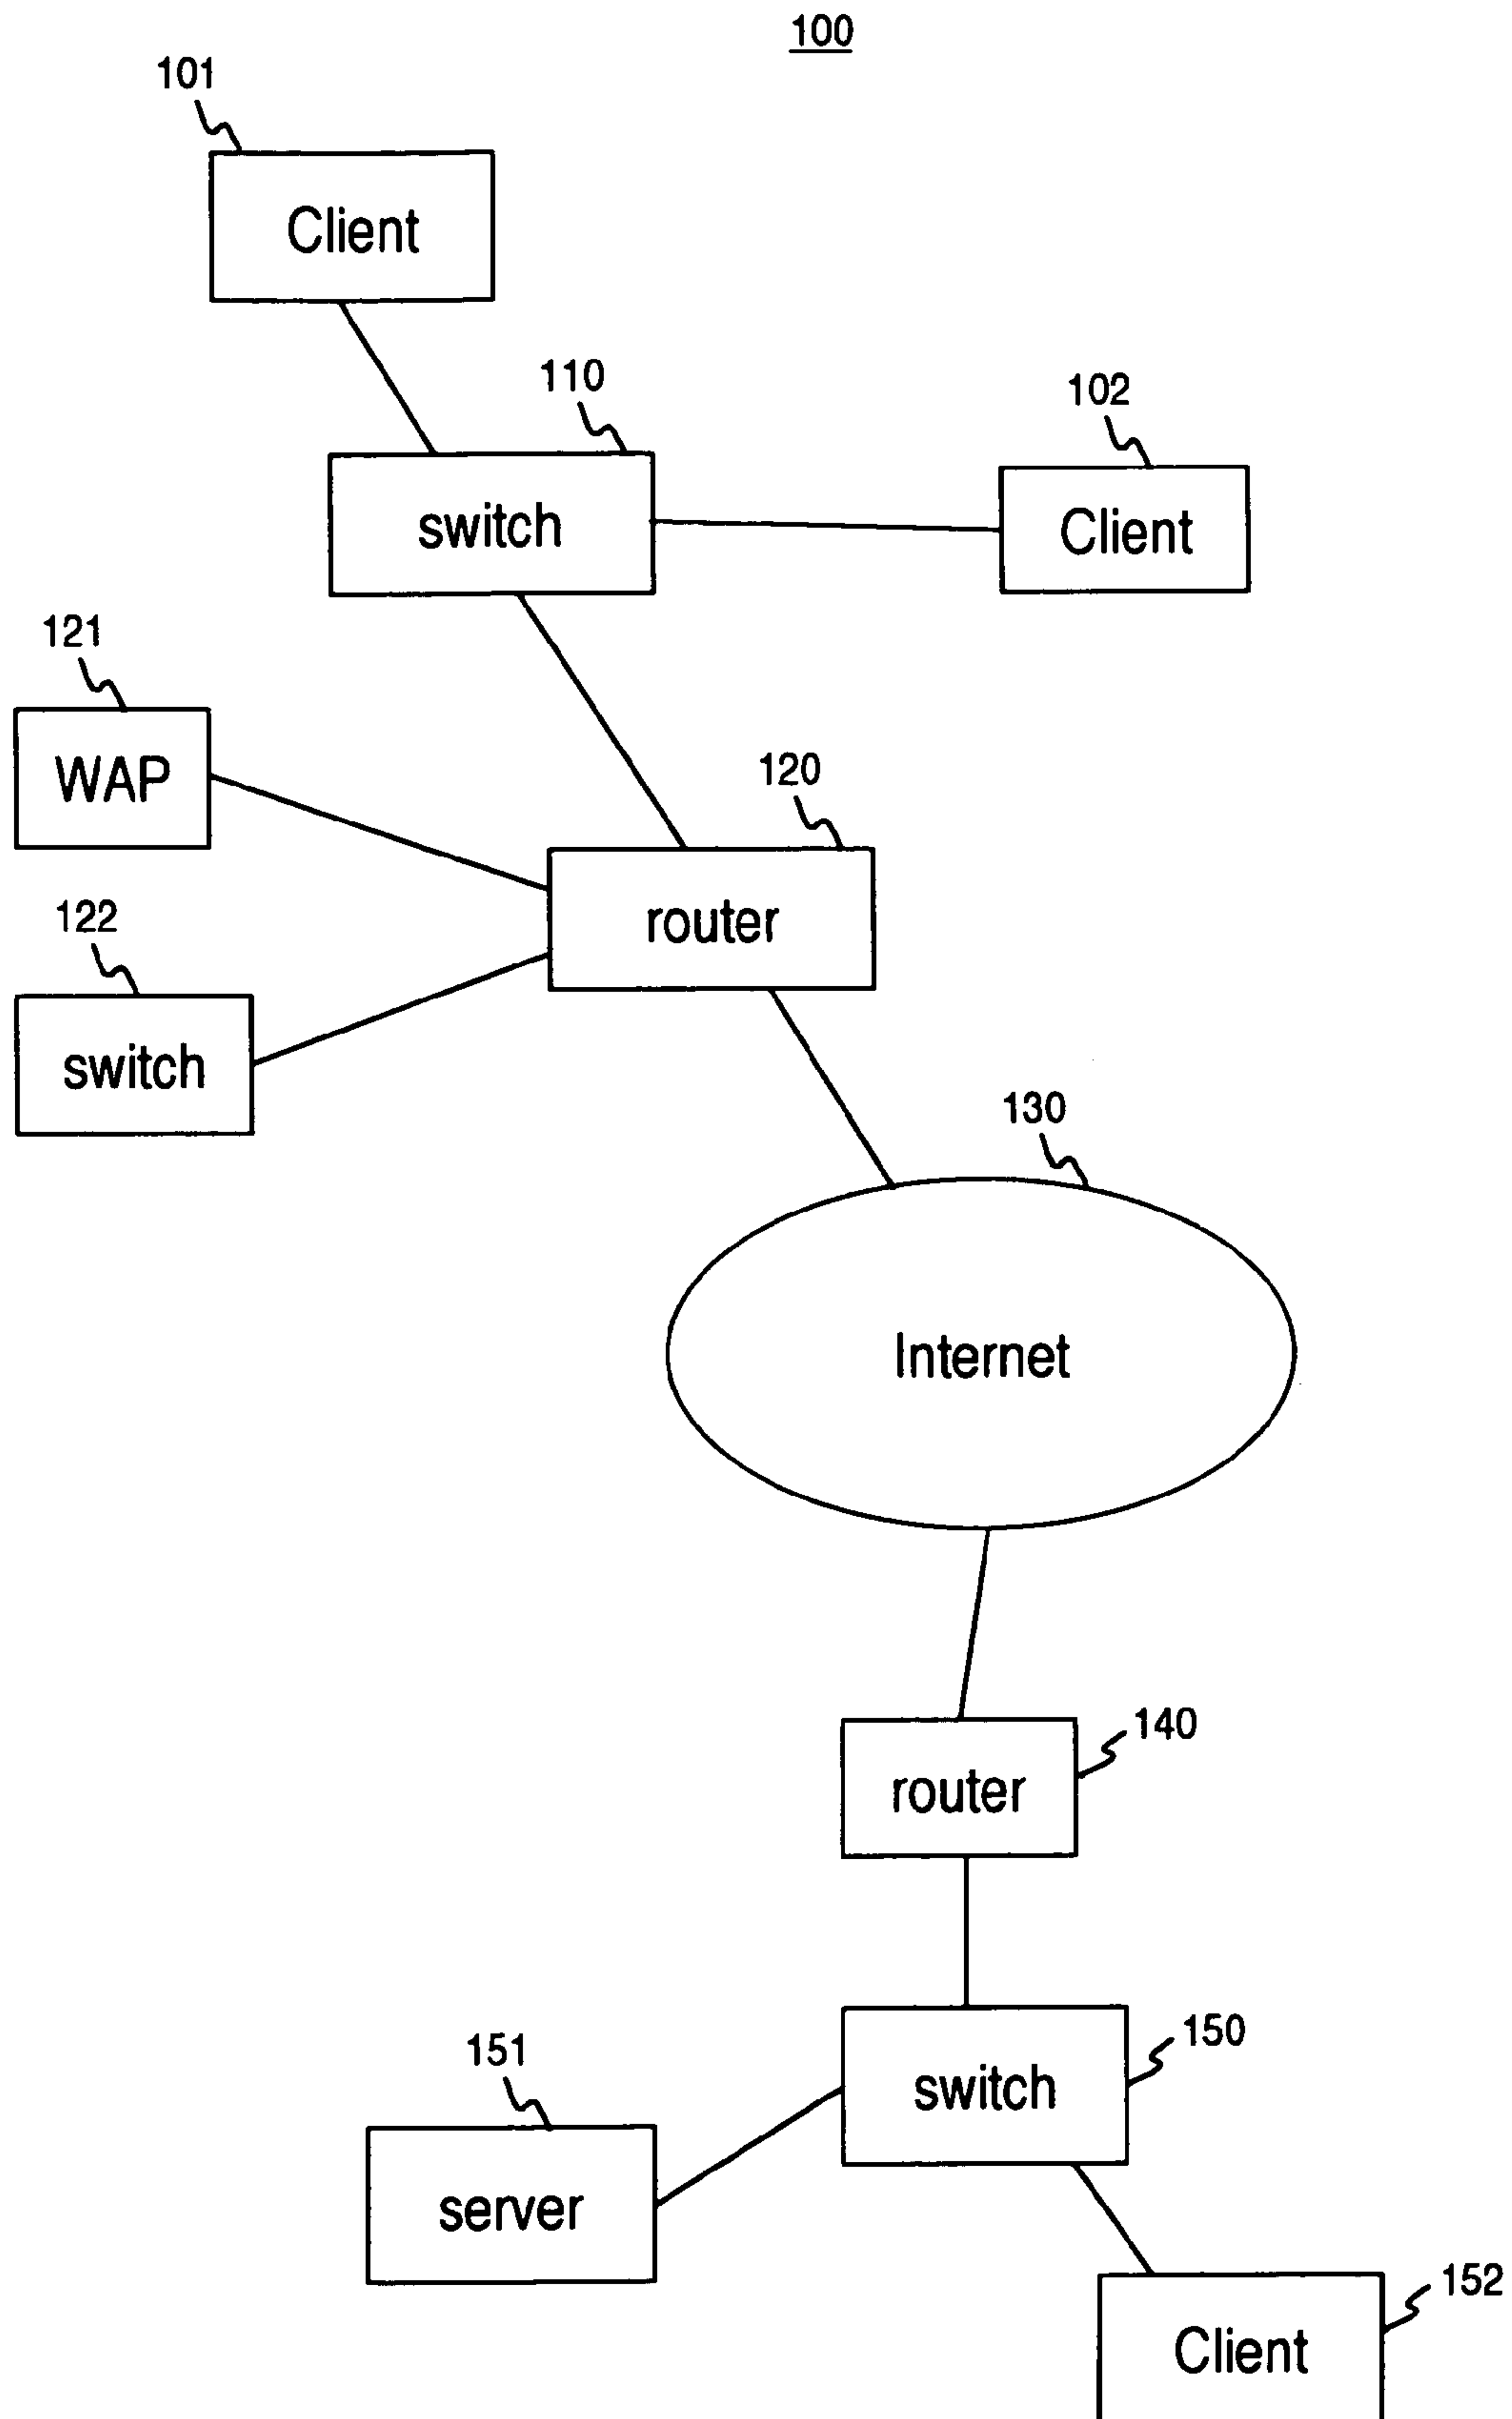 100
101
Client
110
102
switch
Client
121
WAP
120
router
122
switch
130
Internet
140
router
150
switch
151
server
152
Client